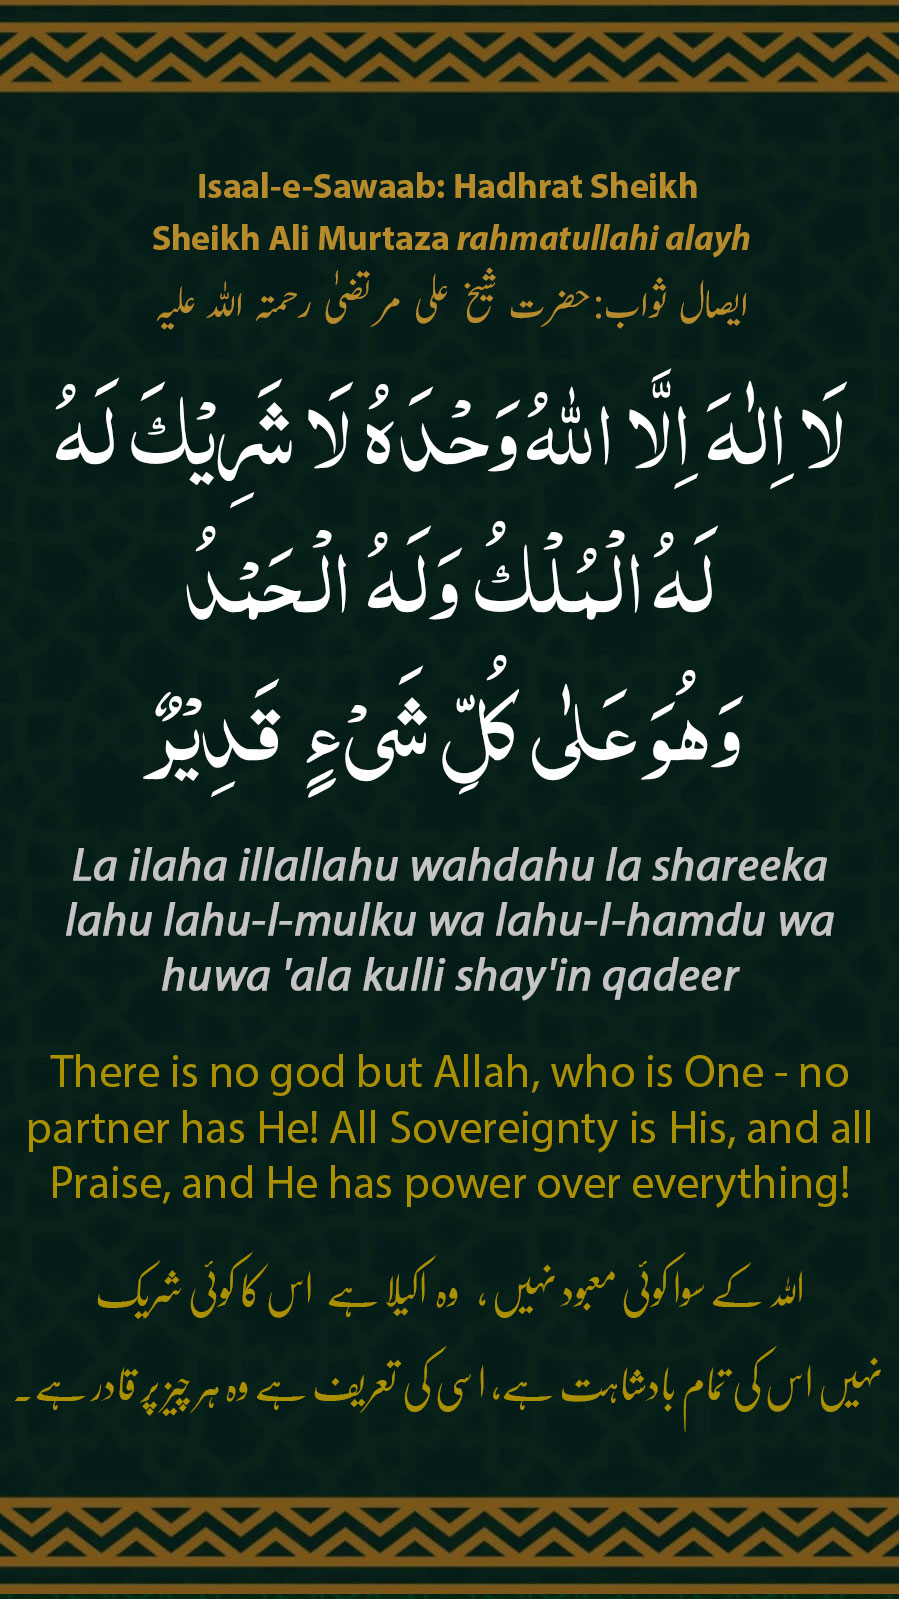 Isaal-e-Sawaab: Hadhrat Sheikh
Sheikh Ali Murtaza rahmatullahi alayh
ایصال ثواب:حضرت شیخ علی مرتضیٰ رحمتہ اللہ علیہ
لَا اِلٰهَ اِلَّا اللّٰهُ وَحْدَهُ لَا شَرِيْكَ لَهُ
لَهُ الْمُلْكُ وَلَهُ الْحَمْدُ
وَهُوَ عَلٰى كُلِّ شَىْءٍ قَدِيْرٌ
La ilaha illallahu wahdahu la shareeka
lahu lahu-l-mulku wa lahu-l-hamdu wa
huwa 'ala kulli shay'in qadeer
There is no god but Allah, who is One - no
partner has He! All Sovereignty is His, and all
Praise, and He has power over everything!
اللہ کے سوا کوئی معبود نہیں، وہ اکیلا ہے اس کا کوئی شریک
نہیں اس کی تمام بادشاہت ہے، اسی کی تعریف ہے وہ ہر چیز پر قادر ہے۔